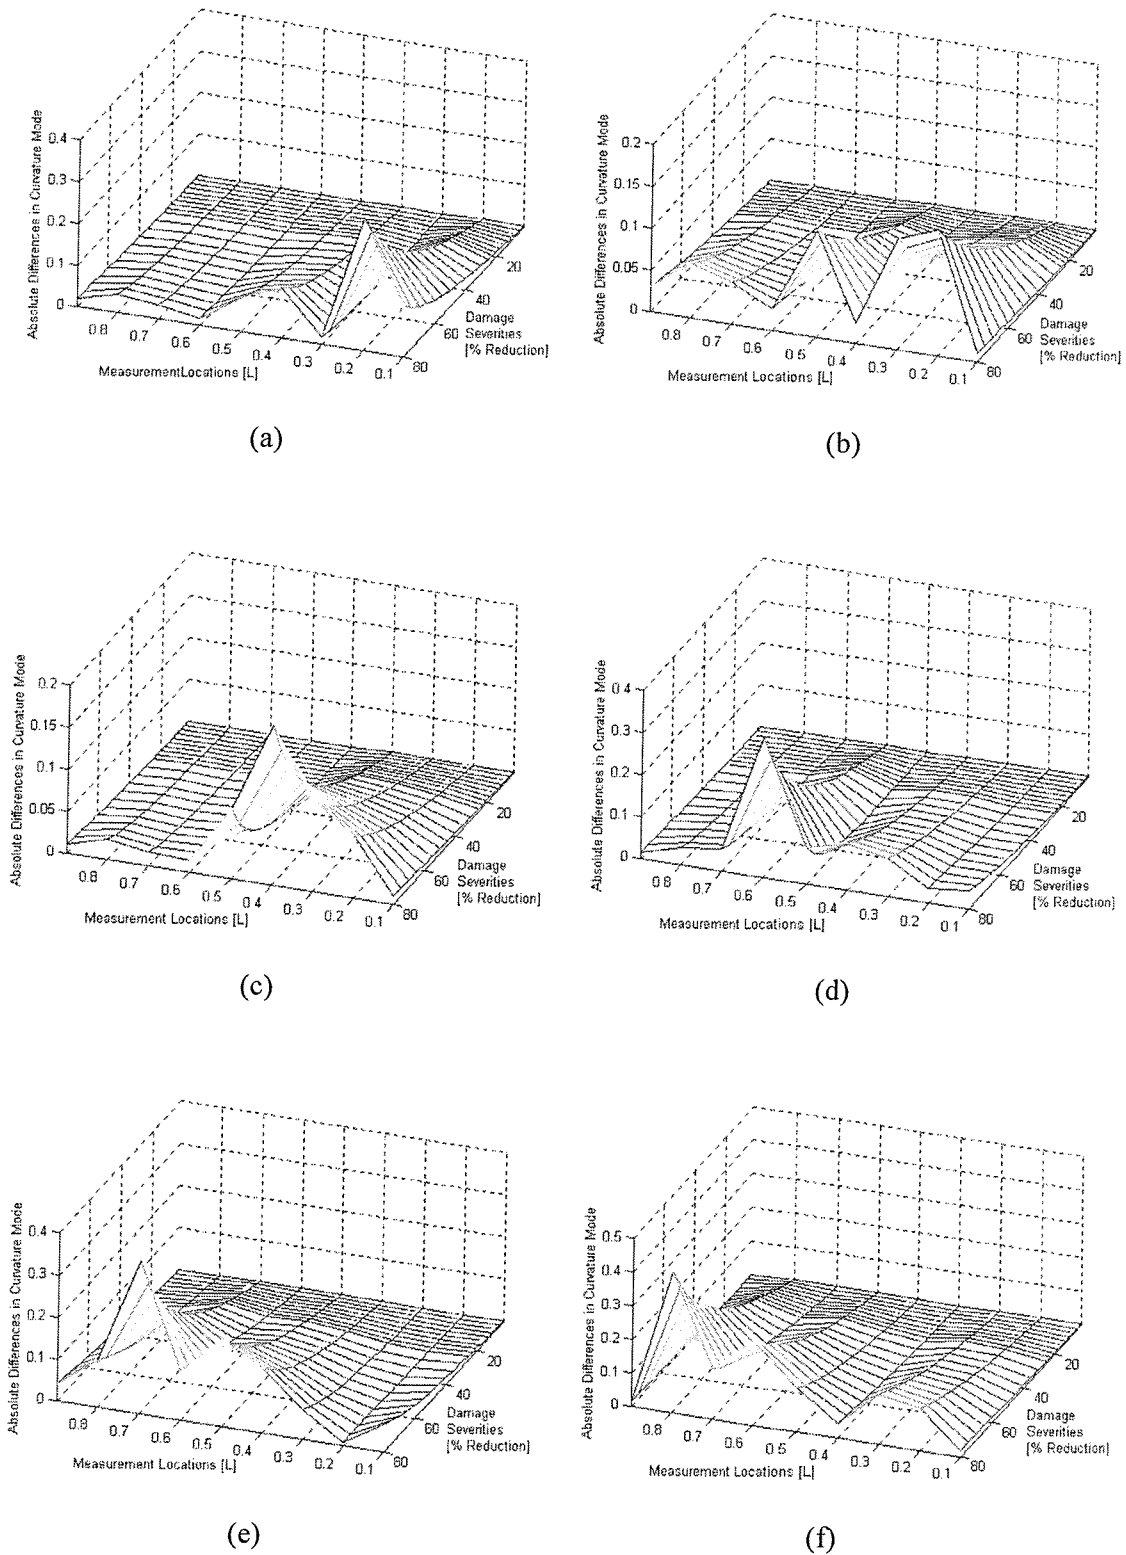 Absolute Differences in Curvature Mode
0.4
0.3
0.2
0.1
0
0.8
0.7
0.6
0.5
0.4
0.3
0.2
0.1
MeasurementLocations [L]
20
40
60
80
Damage
Severities
[% Reduction]
(a)
Absolute Differences in Curvature Mode
0.2
0.15
0.1
0.05
0
0.8
0.7
0.6
0.5
0.4
0.3
0.2
0.1
Measurement Locations [L]
20
40
60
80
Damage
Severities
[% Reduction]
(b)
Absolute Differences in Curvature Mode
0.2
0.15
0.1
0.05
0
0.8
0.7
0.6
0.5
0.4
0.3
0.2
0.1
Measurement Locations [L]
20
40
60
80
Damage
Severities
[% Reduction]
(c)
Absolute Differences in Curvature Mode
0.4
0.3
0.2
0.1
0
0.8
0.7
0.6
0.5
0.4
0.3
0.2
0.1
Measurement Locations [L]
20
40
60
80
Damage
Severities
[% Reduction]
(d)
Absolute Differences in Curvature Mode
0.4
0.3
0.2
0.1
0
0.8
0.7
0.6
0.5
0.4
0.3
0.2
0.1
Measurement Locations [L]
20
40
60
80
Damage
Severities
[% Reduction]
(e)
Absolute Differences in Curvature Mode
0.5
0.4
0.3
0.2
0.1
0
0.8
0.7
0.6
0.5
0.4
0.3
0.2
0.1
Measurement Locations [L]
20
40
60
80
Damage
Severities
[% Reduction]
(f)